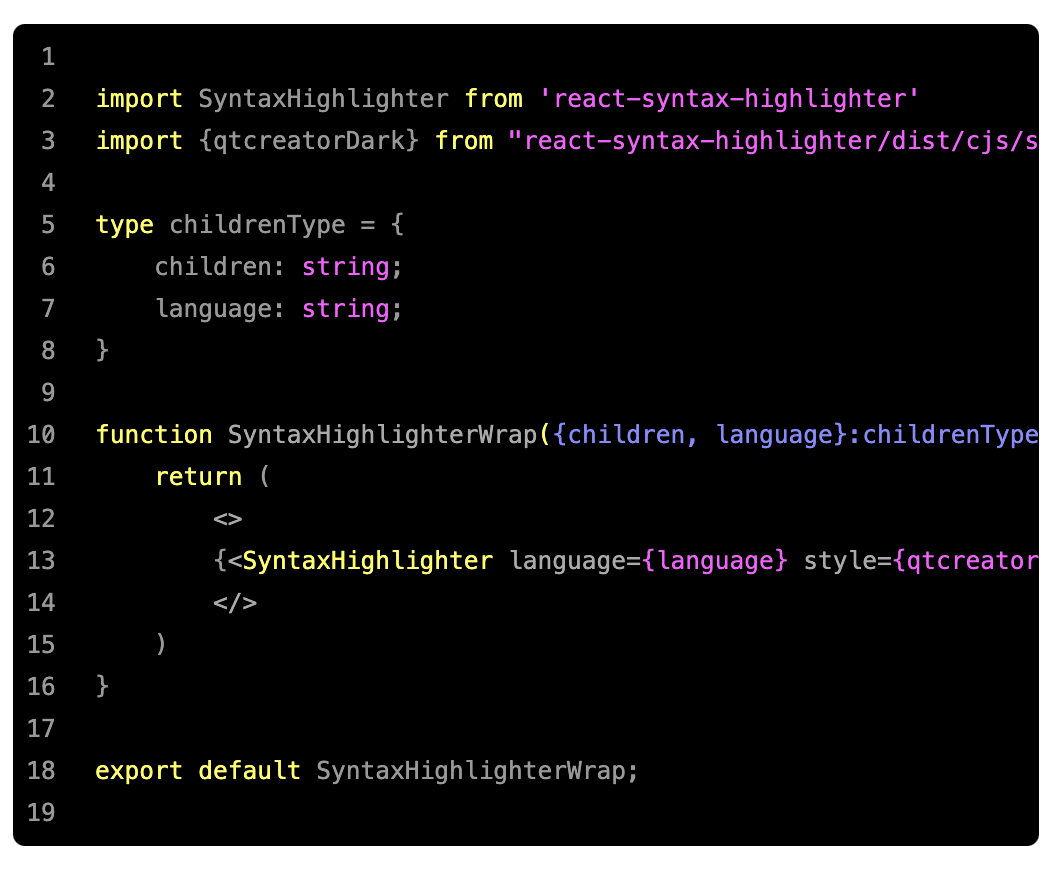 1
2 import SyntaxHighlighter from 'react-syntax-highlighter'
3 import {qtcreatorDark} from "react-syntax-highlighter/dist/cjs/s
4
5 type childrenType = {
6     children: string;
7     language: string;
8 }
9
10 function SyntaxHighlighterWrap({children, language}:childrenType
11     return (
12         <>
13         {<SyntaxHighlighter language={language} style={qtcreator
14         </>
15     )
16 }
17
18 export default SyntaxHighlighterWrap;
19